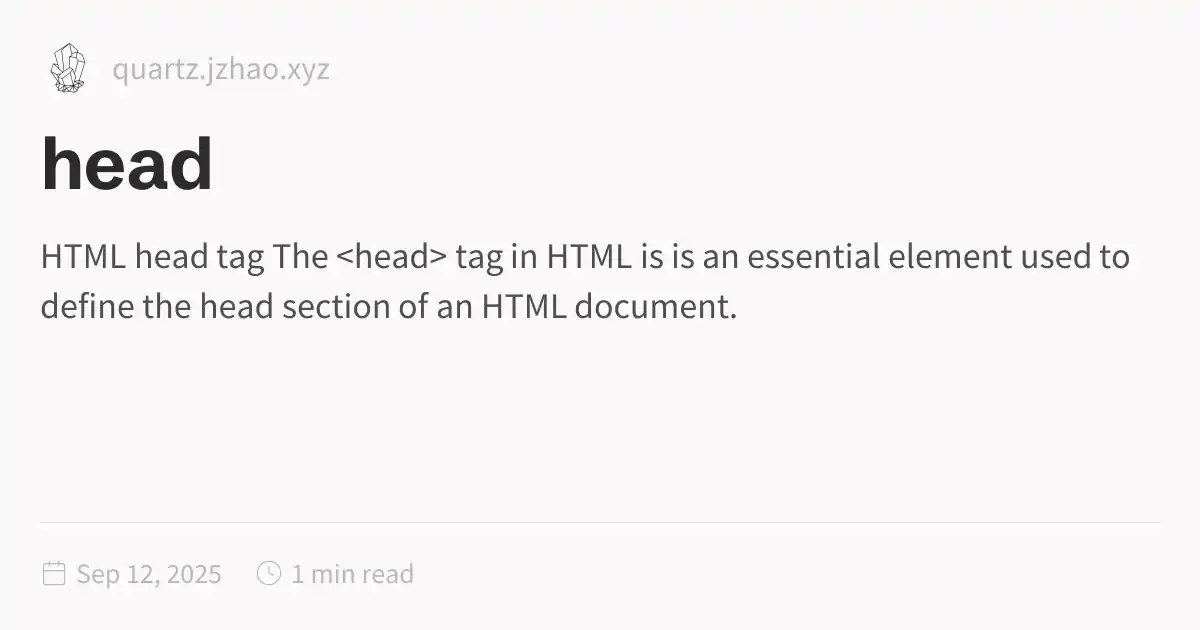 quartz.jzhao.xyz
head
HTML head tag The <head> tag in HTML is is an essential element used to
define the head section of an HTML document.
Sep 12, 2025 1 min read